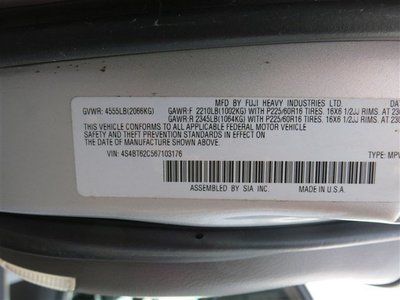 MFD BY FUJI HEAVY INDUSTRIES LTD. DA
GVWR: 4555LB(2066KG) GAWR:F 2210LB(1002KG) WITH P225/60R16 TIRES, 16X6 1/2JJ RIMS. AT 230
GAWR:R 2345LB(1064KG) WITH P225/60R16 TIRES, 16X6 1/2JJ RIMS. AT 230
THIS VEHICLE CONFORMS TO ALL APPLICABLE FEDERAL MOTOR VEHICLE
SAFETY AND THEFT PREVENTION STANDARDS IN EFFECT ON
THE DATE OF MANUFACTURE SHOWN ABOVE.
VIN: 4S4BT62C567103176 TYPE: MPV
ASSEMBLED BY SIA INC. MADE IN U.S.A.